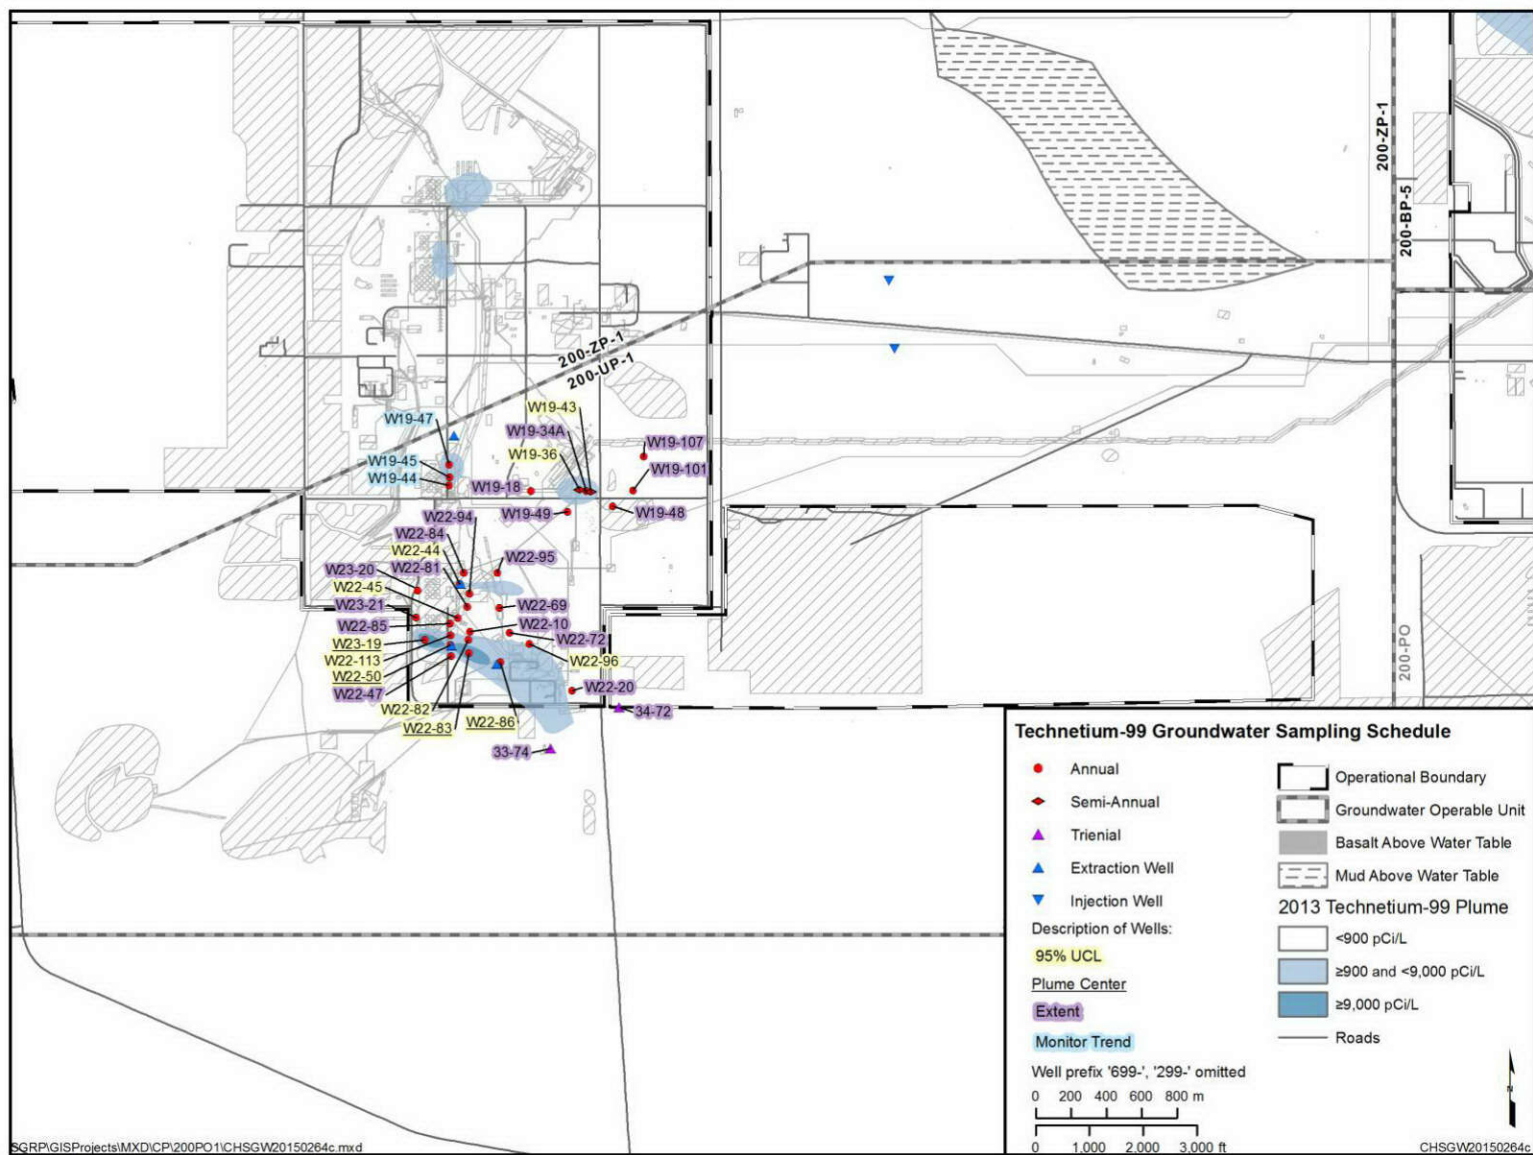 200-ZP-1
200-BP-5
200-ZP-1
200-UP-1
W19-43
W19-47
W19-34A
W19-107
W19-36
W19-45
W19-101
W19-44
W19-18
W19-49
W19-48
W22-94
W22-84
W22-44
W22-95
W23-20
W22-81
W22-45
W23-21
W22-69
W22-85
W22-10
W23-19
W22-72
W22-113
W22-96
W22-50
W22-47
W22-20
W22-82
34-72
W22-83
W22-86
33-74
200-PO
Technetium-99 Groundwater Sampling Schedule
Annual
Semi-Annual
Trienial
Extraction Well
Injection Well
Description of Wells:
95% UCL
Plume Center
Extent
Monitor Trend
Well prefix '699-', '299-' omitted
0 200 400 600 800 m
0 1,000 2,000 3,000 ft
Operational Boundary
Groundwater Operable Unit
Basalt Above Water Table
Mud Above Water Table
2013 Technetium-99 Plume
<900 pCi/L
≥900 and <9,000 pCi/L
≥9,000 pCi/L
Roads
N
SGRP\GISProjects\MXD\CP\200PO1\CHSGW20150264c.mxd
CHSGW20150264c